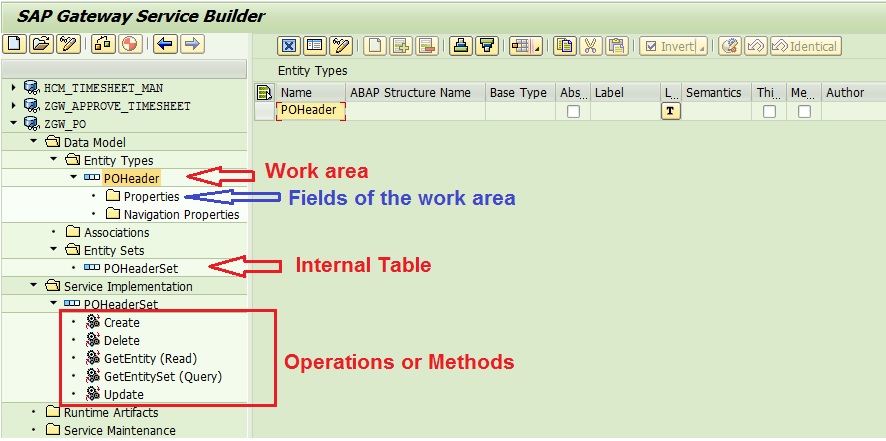 SAP Gateway Service Builder
Invert
Identical
Entity Types
Name ABAP Structure Name Base Type Abs... Label L... Semantics Thi... Me... Author
POHeader T
HCM_TIMESHEET_MAN
ZGW_APPROVE_TIMESHEET
ZGW_PO
Data Model
Entity Types
POHeader
Work area
Properties
Fields of the work area
Navigation Properties
Associations
Entity Sets
POHeaderSet
Internal Table
Service Implementation
POHeaderSet
Create
Delete
GetEntity (Read)
Operations or Methods
GetEntitySet (Query)
Update
Runtime Artifacts
Service Maintenance